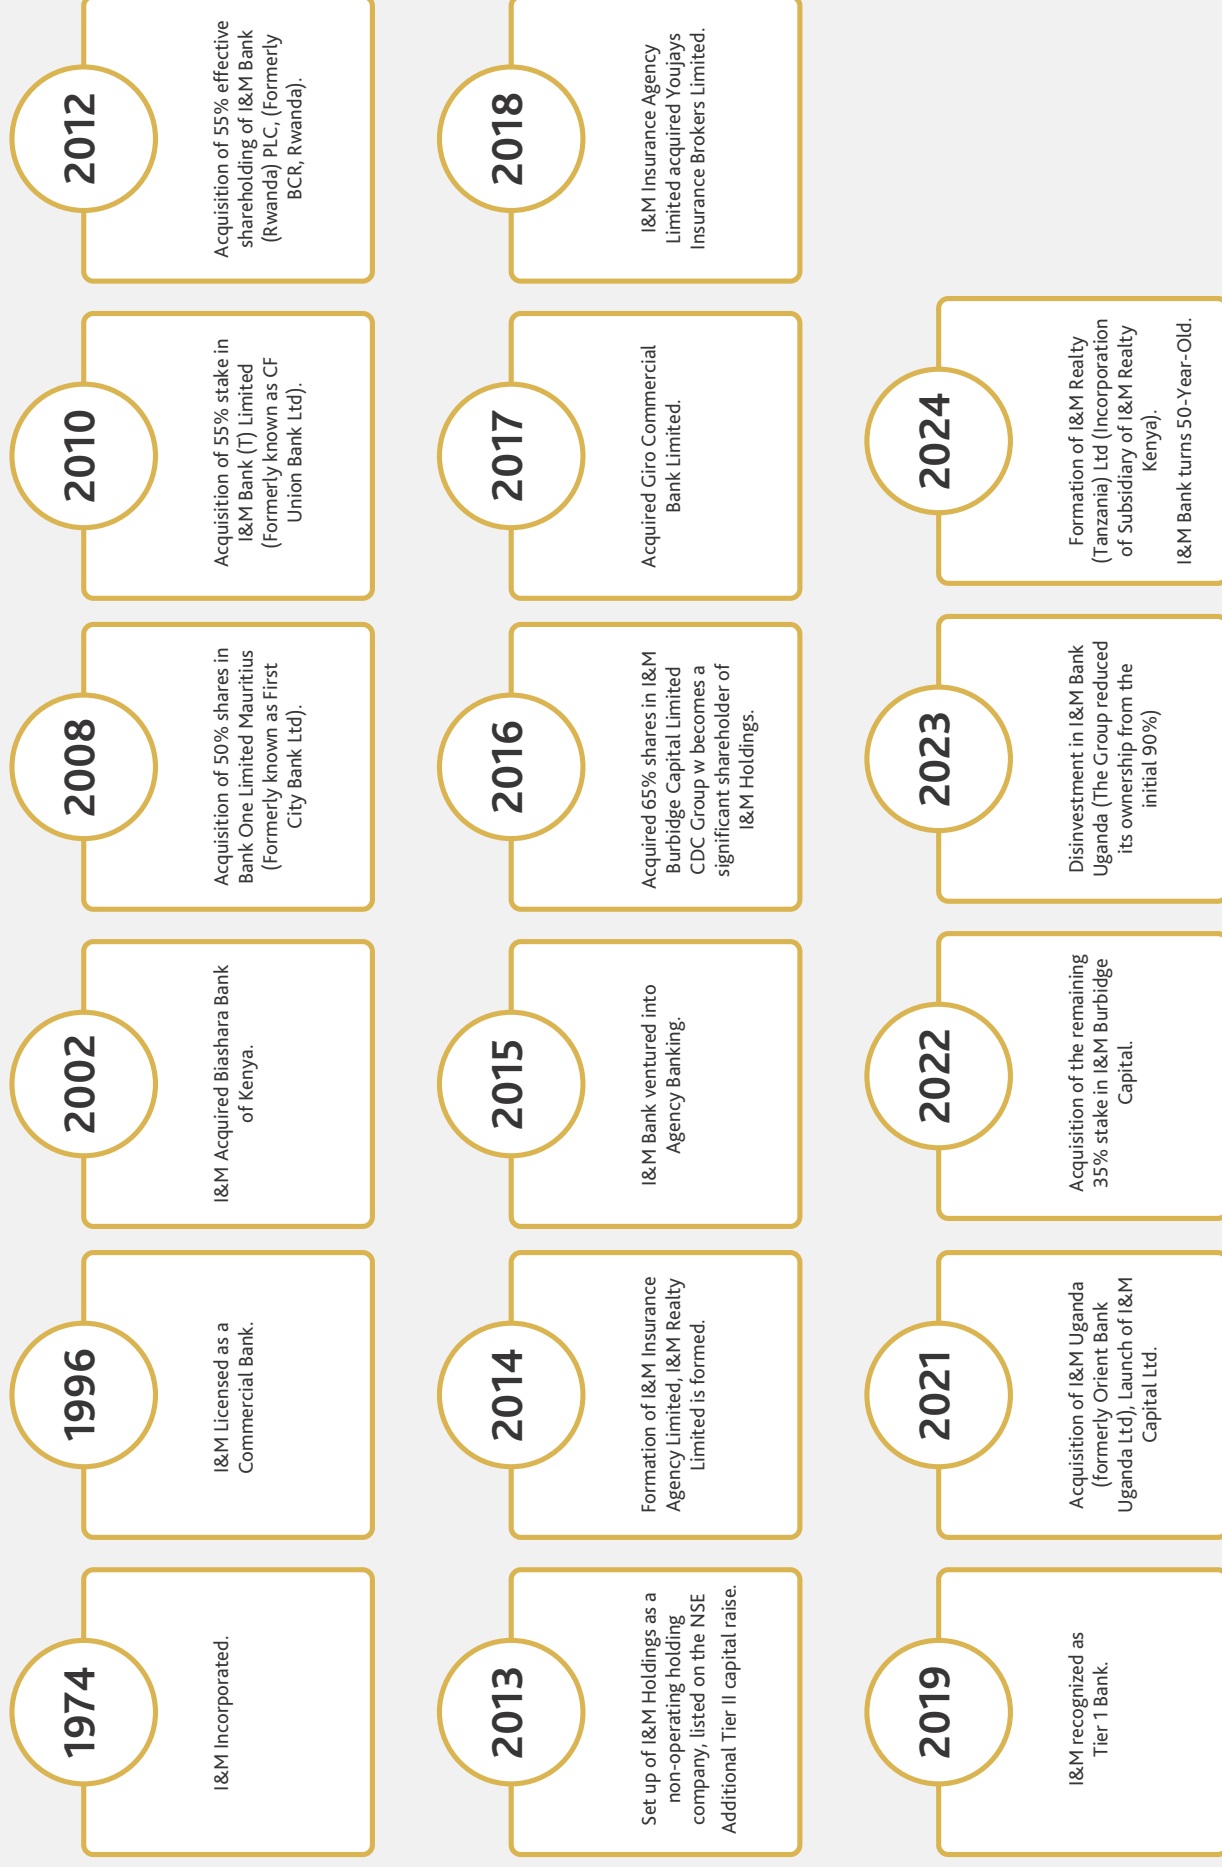 1974
I&M Incorporated.
1996
I&M Licensed as a
Commercial Bank.
2002
I&M Acquired Biashara Bank
of Kenya.
2008
Acquisition of 50% shares in
Bank One Limited Mauritius
(Formerly known as First
City Bank Ltd).
2010
Acquisition of 55% stake in
I&M Bank (T) Limited
(Formerly known as CF
Union Bank Ltd).
2012
Acquisition of 55% effective
shareholding of I&M Bank
(Rwanda) PLC, (Formerly
BCR, Rwanda).
2013
Set up of I&M Holdings as a
non-operating holding
company, listed on the NSE
Additional Tier II capital raise.
2014
Formation of I&M Insurance
Agency Limited, I&M Realty
Limited is formed.
2015
I&M Bank ventured into
Agency Banking.
2016
Acquired 65% shares in I&M
Burbidge Capital Limited
CDC Group w becomes a
significant shareholder of
I&M Holdings.
2017
Acquired Giro Commercial
Bank Limited.
2018
I&M Insurance Agency
Limited acquired Youjays
Insurance Brokers Limited.
2019
I&M recognized as
Tier 1 Bank.
2021
Acquisition of I&M Uganda
(formerly Orient Bank
Uganda Ltd), Launch of I&M
Capital Ltd.
2022
Acquisition of the remaining
35% stake in I&M Burbidge
Capital.
2023
Disinvestment in I&M Bank
Uganda (The Group reduced
its ownership from the
initial 90%)
2024
Formation of I&M Realty
(Tanzania) Ltd (Incorporation
of Subsidiary of I&M Realty
Kenya).
I&M Bank turns 50-Year-Old.